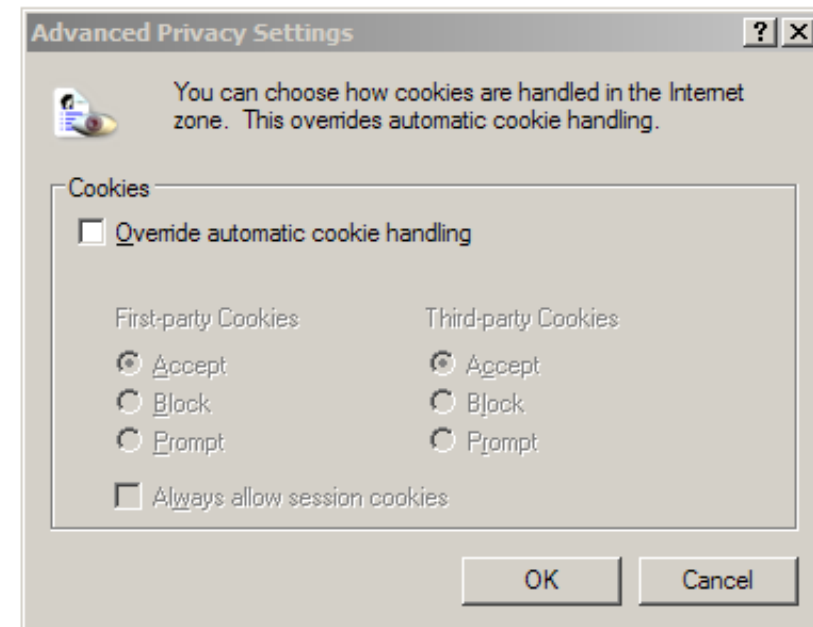 Advanced Privacy Settings
You can choose how cookies are handled in the Internet
zone. This overrides automatic cookie handling.
Cookies
Override automatic cookie handling
First-party Cookies
Third-party Cookies
Accept
Accept
Block
Block
Prompt
Prompt
Always allow session cookies
OK
Cancel